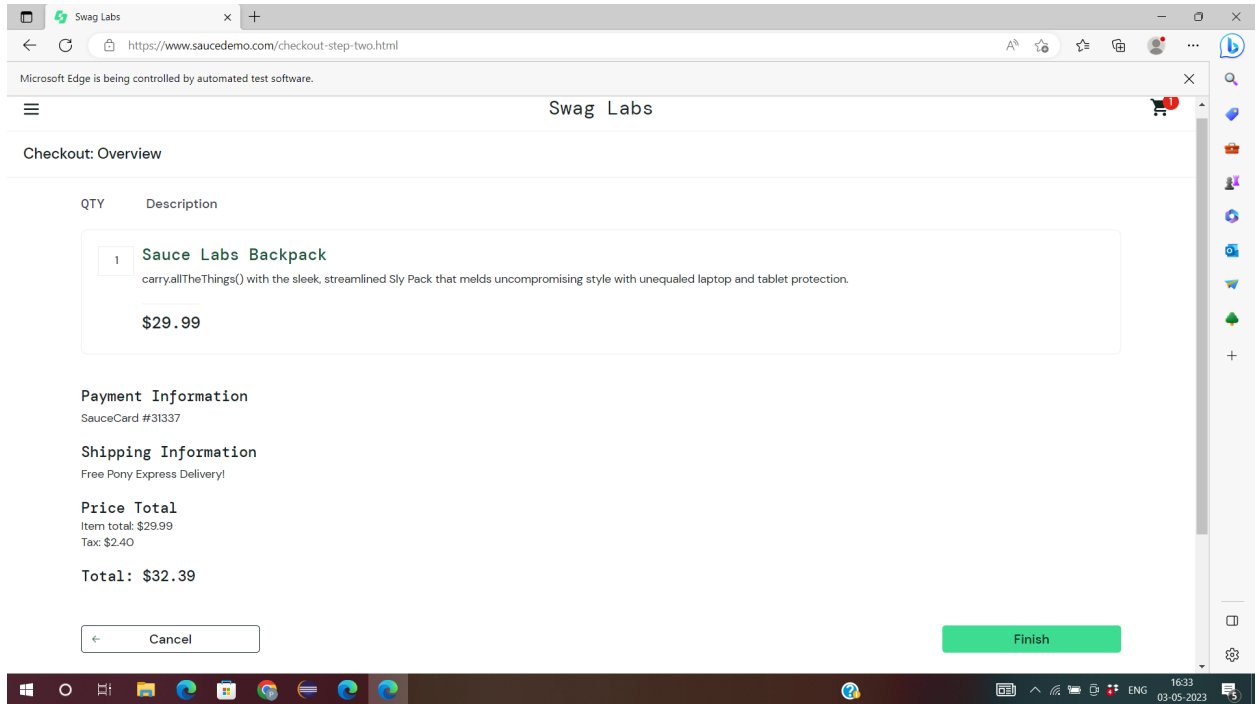 Swag Labs
https://www.saucedemo.com/checkout-step-two.html
Microsoft Edge is being controlled by automated test software.
Swag Labs
1
Checkout: Overview
QTY Description
1
Sauce Labs Backpack
carry.allTheThings() with the sleek, streamlined Sly Pack that melds uncompromising style with unequaled laptop and tablet protection.
$29.99
Payment Information
SauceCard #31337
Shipping Information
Free Pony Express Delivery!
Price Total
Item total: $29.99
Tax: $2.40
Total: $32.39
Cancel
Finish
ENG
16:33
03-05-2023
5